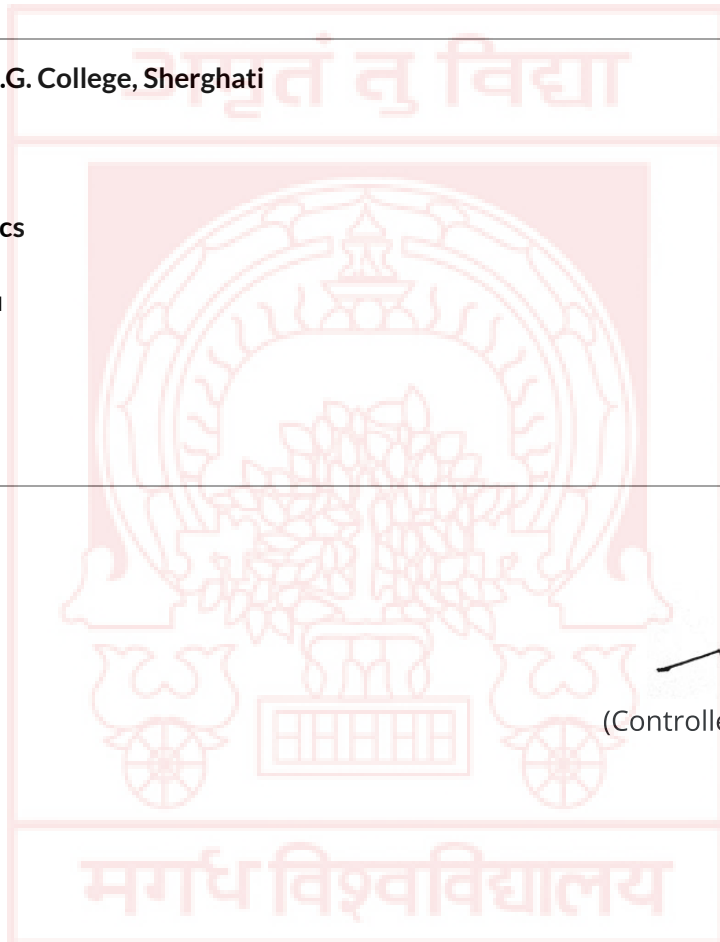 अमृतं तु विद्या
.G. College, Sherghati
cs
(Controlle
मगध विश्वविद्यालय